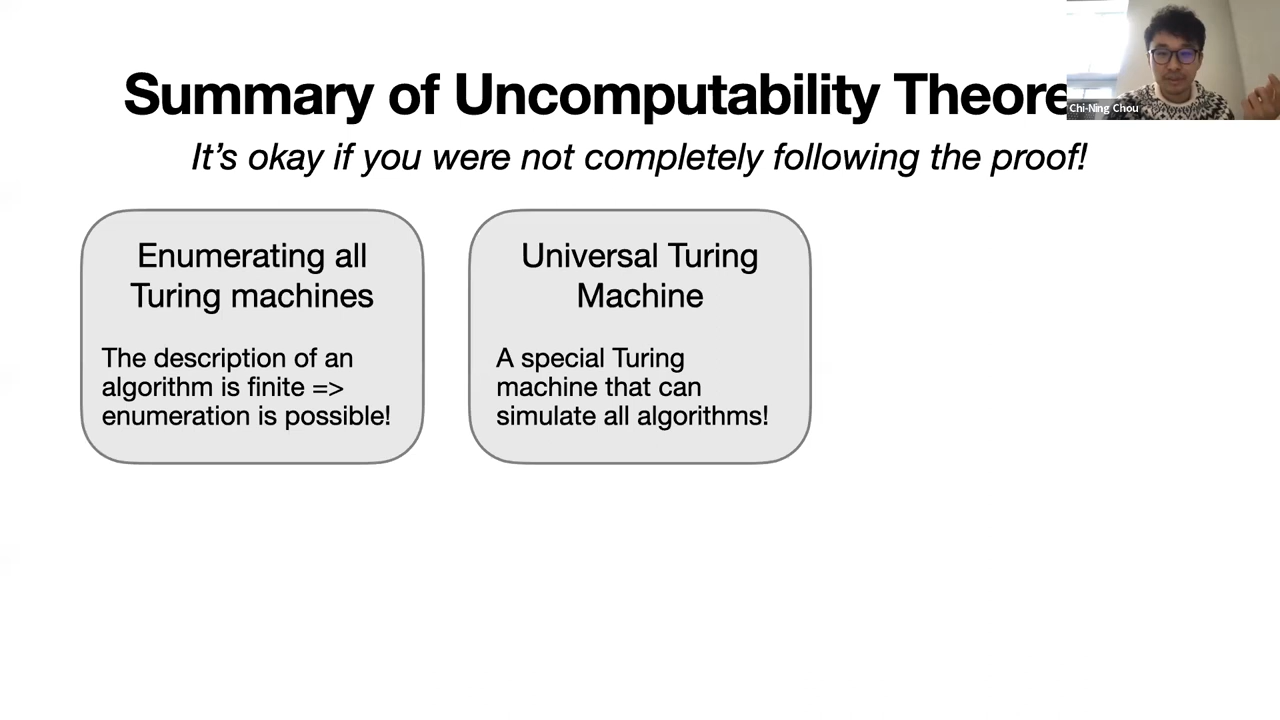 Summary of Uncomputability Theore
Chi-Ning Chou
It's okay if you were not completely following the proof!
Enumerating all
Turing machines
The description of an
algorithm is finite =>
enumeration is possible!
Universal Turing
Machine
A special Turing
machine that can
simulate all algorithms!